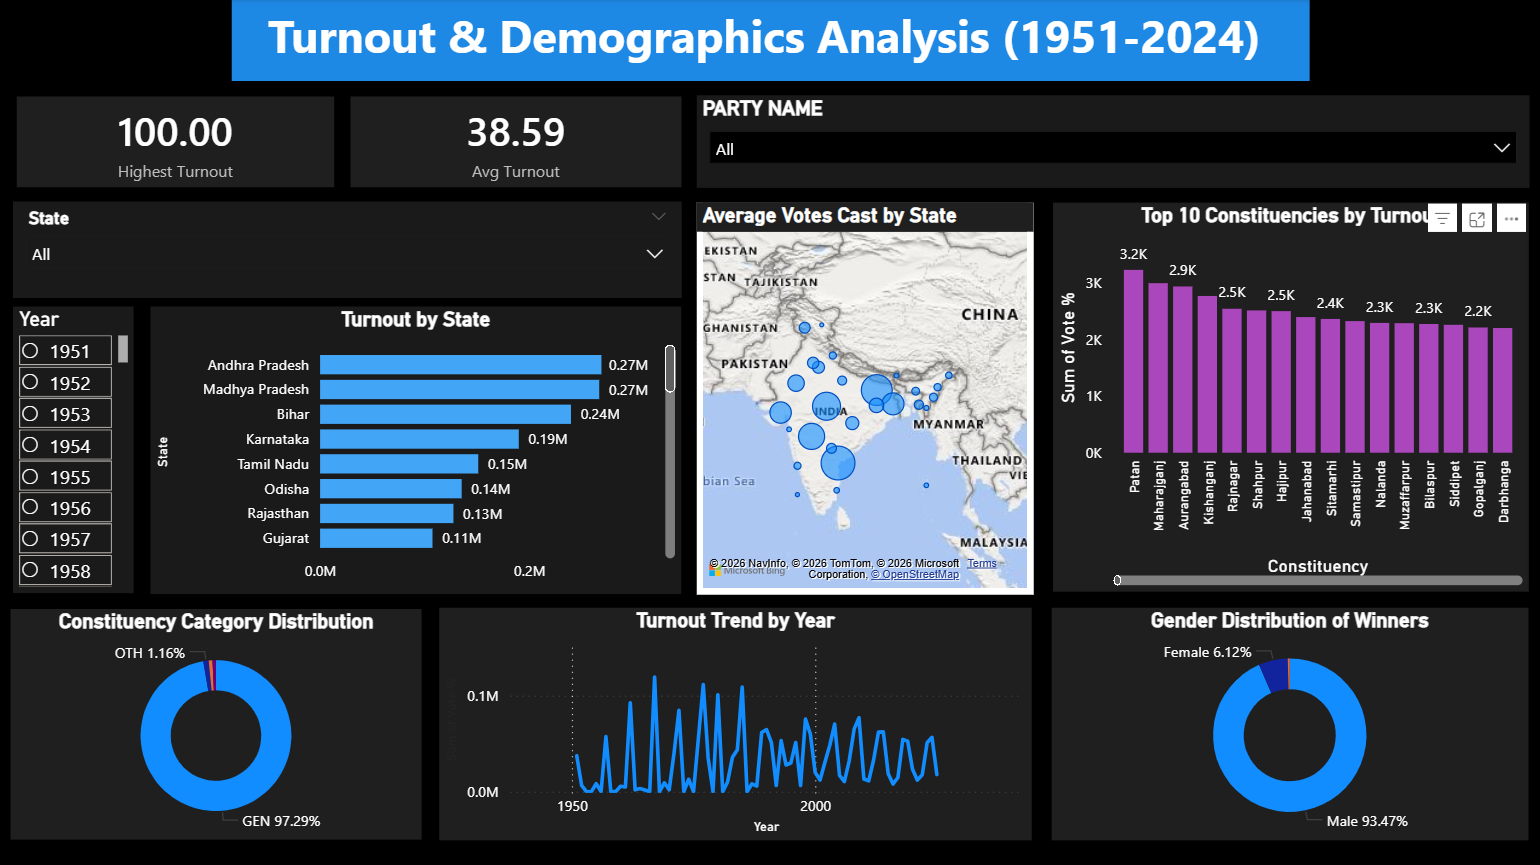 Turnout & Demographics Analysis (1951-2024)
100.00
Highest Turnout
38.59
Avg Turnout
PARTY NAME
All
State
All
Year
1951
1952
1953
1954
1955
1956
1957
1958
Turnout by State
State
Andhra Pradesh 0.27M
Madhya Pradesh 0.27M
Bihar 0.24M
Karnataka 0.19M
Tamil Nadu 0.15M
Odisha 0.14M
Rajasthan 0.13M
Gujarat 0.11M
0.0M 0.2M
Average Votes Cast by State
EKISTAN
STAN TAJIKISTAN
CHINA
GHANISTAN
PAKISTAN
INDIA
MYANMAR
THAILAND
VIE
bian Sea
MALAYSIA
© 2026 NavInfo, © 2026 TomTom, © 2026 Microsoft
Corporation, © OpenStreetMap Terms
Microsoft Bing
Top 10 Constituencies by Turnou
Sum of Vote %
3K
2K
1K
0K
3.2K 2.9K 2.5K 2.5K 2.4K 2.3K 2.3K 2.2K
Patan
Maharajganj
Aurangabad
Kishanganj
Rajnagar
Shahpur
Hajipur
Jahanabad
Sitamarhi
Samastipur
Nalanda
Muzaffarpur
Bilaspur
Siddipet
Gopalganj
Darbhanga
Constituency
Constituency Category Distribution
OTH 1.16%
GEN 97.29%
Turnout Trend by Year
0.1M
0.0M
1950 2000
Year
Gender Distribution of Winners
Female 6.12%
Male 93.47%